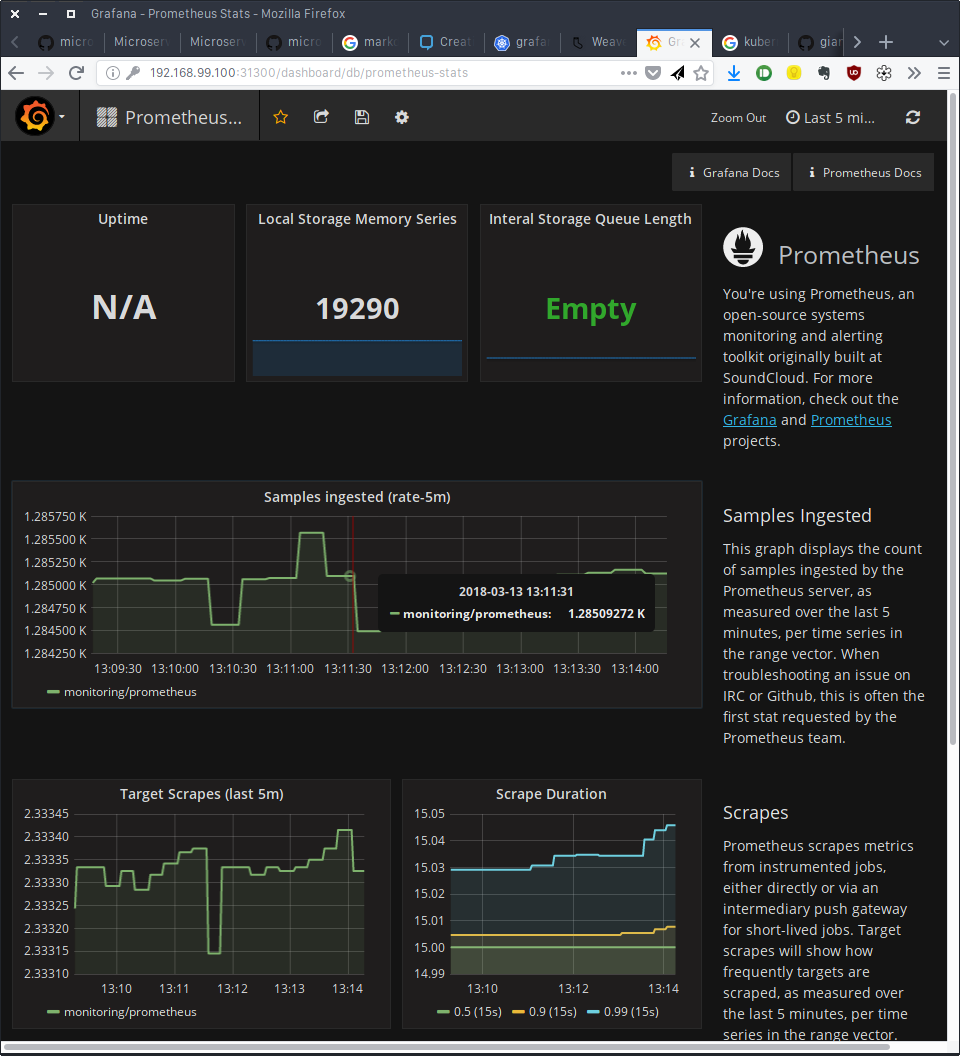 Grafana - Prometheus Stats - Mozilla Firefox
micro
Microser
Microser
micro
mark
Creat
grafa
Weave
Gr
kuber
gian
192.168.99.100:31300/dashboard/db/prometheus-stats
Prometheus...
Zoom Out
Last 5 mi...
Grafana Docs
Prometheus Docs
Uptime
N/A
Local Storage Memory Series
19290
Interal Storage Queue Length
Empty
Prometheus
You're using Prometheus, an
open-source systems
monitoring and alerting
toolkit originally built at
SoundCloud. For more
information, check out the
Grafana and Prometheus
projects.
Samples ingested (rate-5m)
1.285750 K
1.285500 K
1.285250 K
1.285000 K
1.284750 K
1.284500 K
1.284250 K
13:09:30 13:10:00 13:10:30 13:11:00 13:11:30 13:12:00 13:12:30 13:13:00 13:13:30 13:14:00
2018-03-13 13:11:31
monitoring/prometheus: 1.28509272 K
monitoring/prometheus
Samples Ingested
This graph displays the count
of samples ingested by the
Prometheus server, as
measured over the last 5
minutes, per time series in
the range vector. When
troubleshooting an issue on
IRC or Github, this is often the
first stat requested by the
Prometheus team.
Target Scrapes (last 5m)
2.33345
2.33340
2.33335
2.33330
2.33325
2.33320
2.33315
2.33310
13:10 13:11 13:12 13:13 13:14
monitoring/prometheus
Scrape Duration
15.05
15.04
15.03
15.02
15.01
15.00
14.99
13:10 13:12 13:14
0.5 (15s) 0.9 (15s) 0.99 (15s)
Scrapes
Prometheus scrapes metrics
from instrumented jobs,
either directly or via an
intermediary push gateway
for short-lived jobs. Target
scrapes will show how
frequently targets are
scraped, as measured over
the last 5 minutes, per time
series in the range vector.